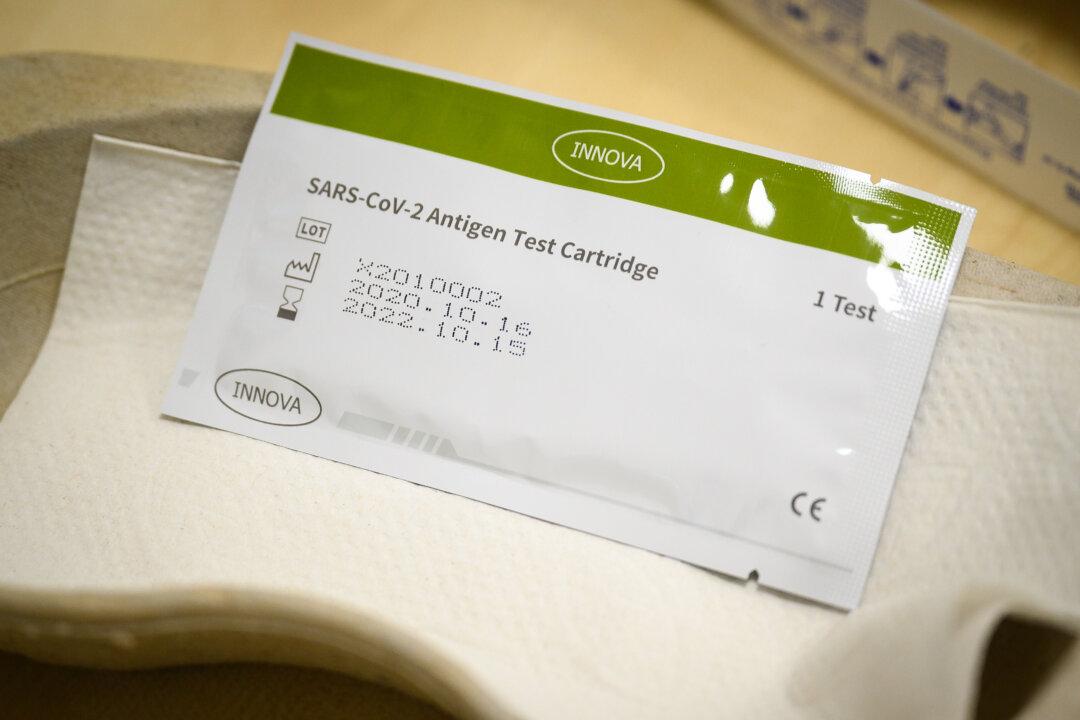 INNOVA
SARS-CoV-2 Antigen Test Cartridge
1 Test
LOT
X2010002
2020.10.16
2022.10.15
INNOVA
CE